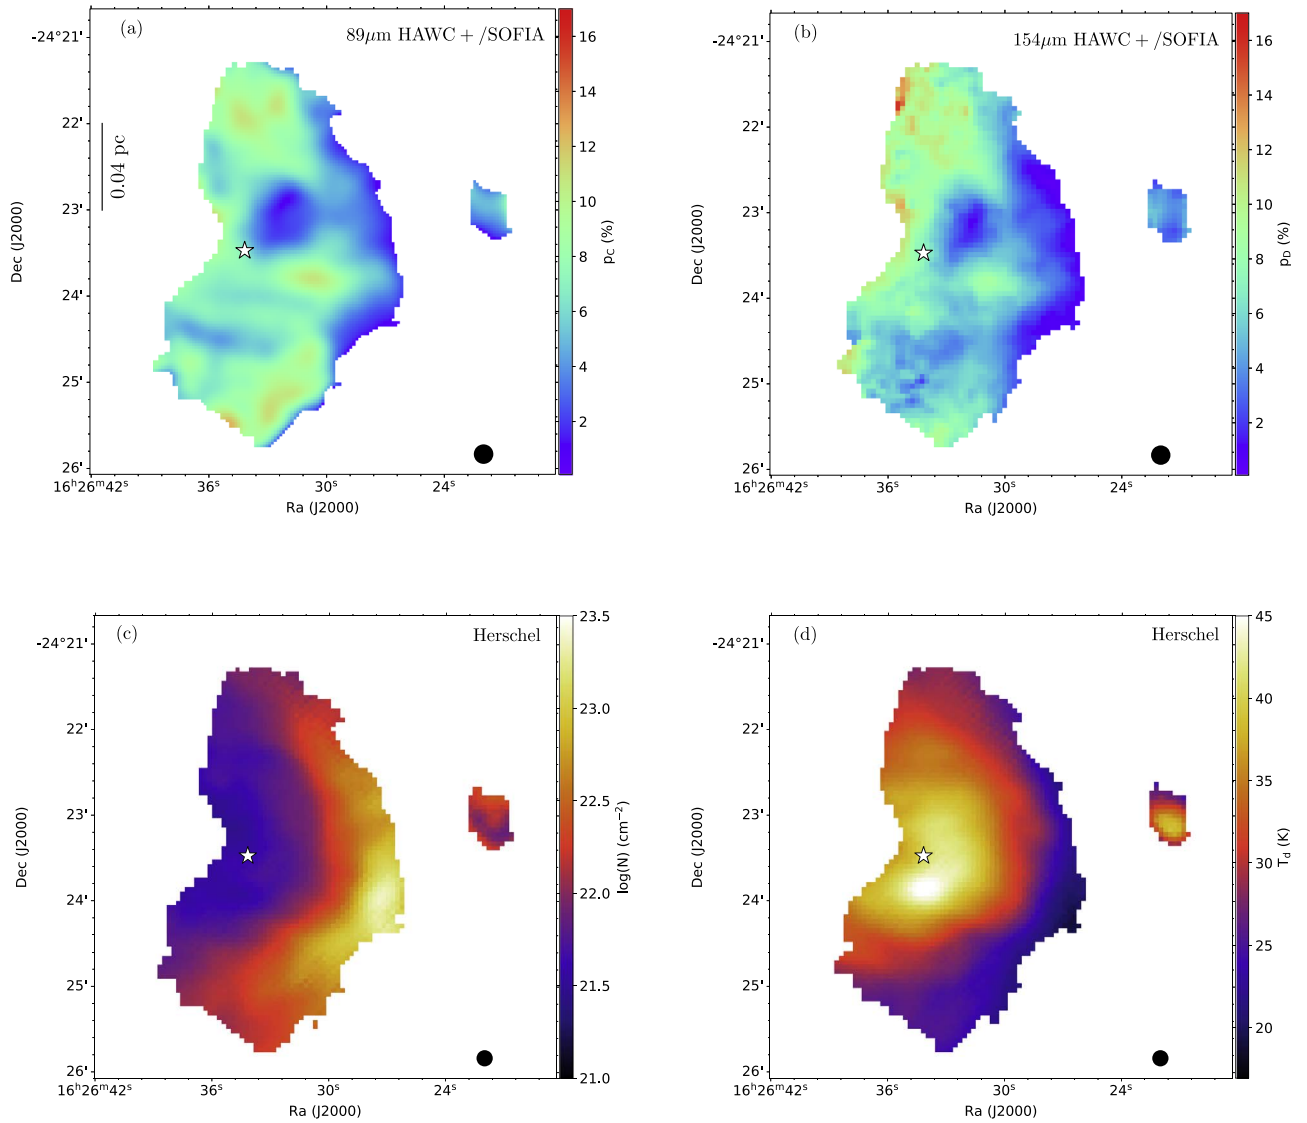 (a)
89μm HAWC + /SOFIA
-24°21'
22'
23'
24'
25'
26'
Dec (J2000)
0.04 pc
16ʰ26ᵐ42ˢ
36ˢ
30ˢ
24ˢ
Ra (J2000)
16
14
12
10
8
6
4
2
p_C (%)
(b)
154μm HAWC + /SOFIA
-24°21'
22'
23'
24'
25'
26'
Dec (J2000)
16ʰ26ᵐ42ˢ
36ˢ
30ˢ
24ˢ
Ra (J2000)
16
14
12
10
8
6
4
2
p_D (%)
(c)
Herschel
-24°21'
22'
23'
24'
25'
26'
Dec (J2000)
16ʰ26ᵐ42ˢ
36ˢ
30ˢ
24ˢ
Ra (J2000)
23.5
23.0
22.5
22.0
21.5
21.0
log(N) (cm⁻²)
(d)
Herschel
-24°21'
22'
23'
24'
25'
26'
Dec (J2000)
16ʰ26ᵐ42ˢ
36ˢ
30ˢ
24ˢ
Ra (J2000)
45
40
35
30
25
20
T_d (K)